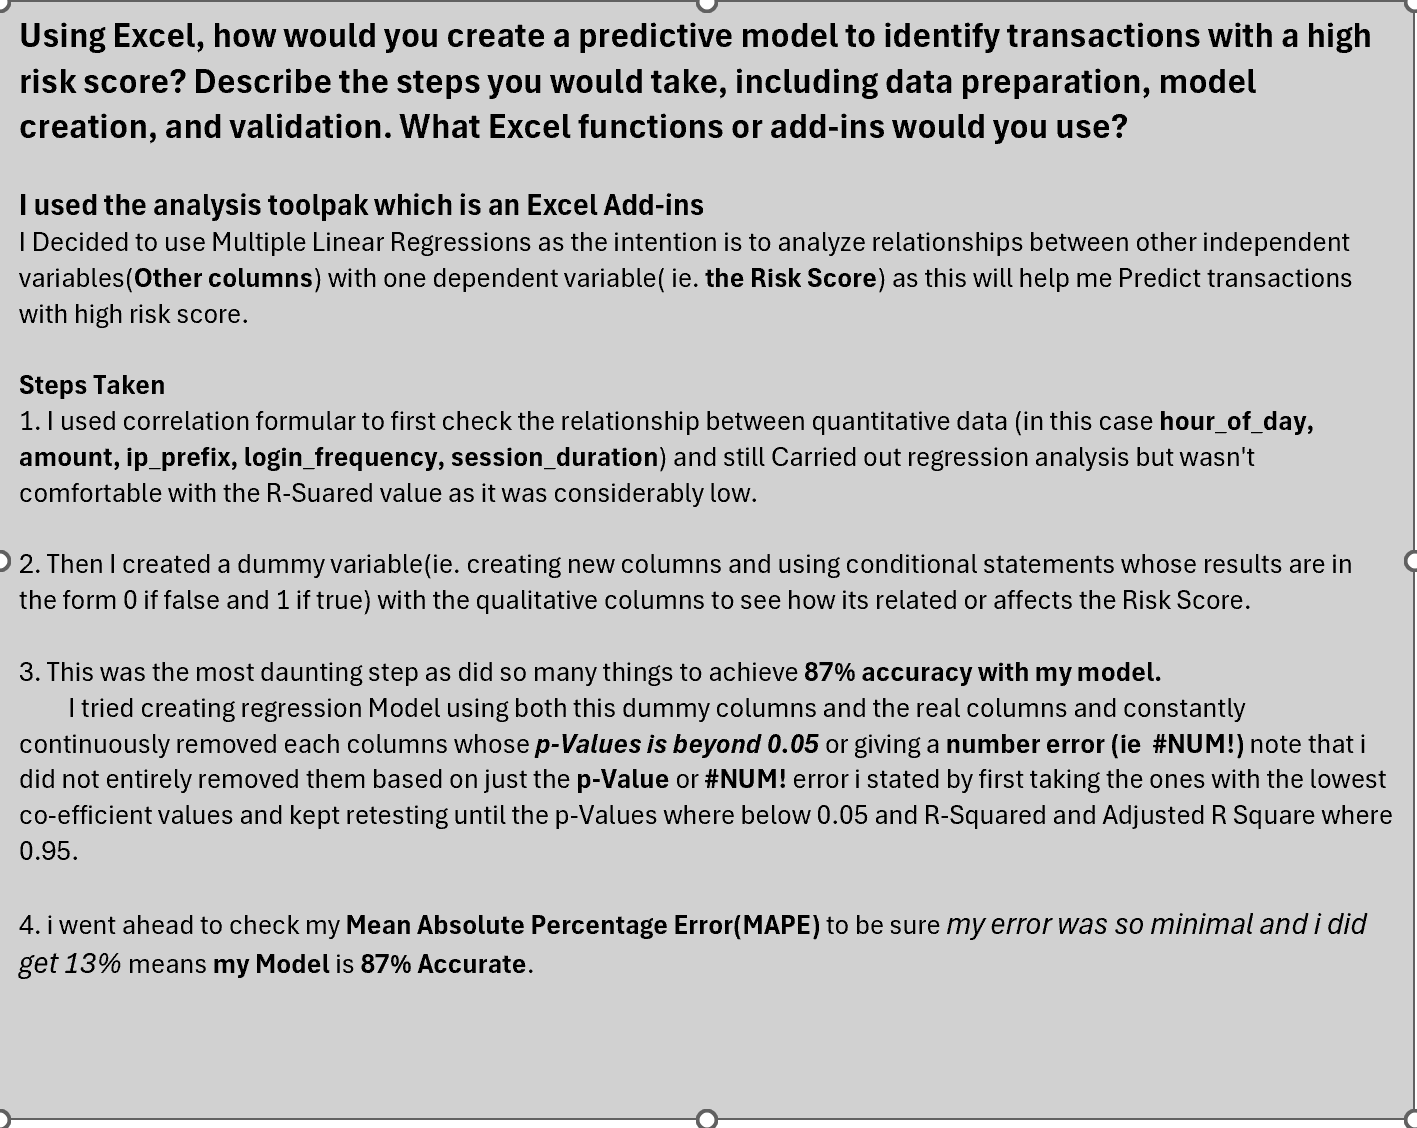 Using Excel, how would you create a predictive model to identify transactions with a high
risk score? Describe the steps you would take, including data preparation, model
creation, and validation. What Excel functions or add-ins would you use?
I used the analysis toolpak which is an Excel Add-ins
I Decided to use Multiple Linear Regressions as the intention is to analyze relationships between other independent
variables(Other columns) with one dependent variable( ie. the Risk Score) as this will help me Predict transactions
with high risk score.
Steps Taken
1. I used correlation formular to first check the relationship between quantitative data (in this case hour_of_day,
amount, ip_prefix, login_frequency, session_duration) and still Carried out regression analysis but wasn't
comfortable with the R-Suared value as it was considerably low.
2. Then I created a dummy variable(ie. creating new columns and using conditional statements whose results are in
the form 0 if false and 1 if true) with the qualitative columns to see how its related or affects the Risk Score.
3. This was the most daunting step as did so many things to achieve 87% accuracy with my model.
I tried creating regression Model using both this dummy columns and the real columns and constantly
continuously removed each columns whose p-Values is beyond 0.05 or giving a number error (ie  #NUM!) note that i
did not entirely removed them based on just the p-Value or #NUM! error i stated by first taking the ones with the lowest
co-efficient values and kept retesting until the p-Values where below 0.05 and R-Squared and Adjusted R Square where
0.95.
4. i went ahead to check my Mean Absolute Percentage Error(MAPE) to be sure my error was so minimal and i did
get 13% means my Model is 87% Accurate.